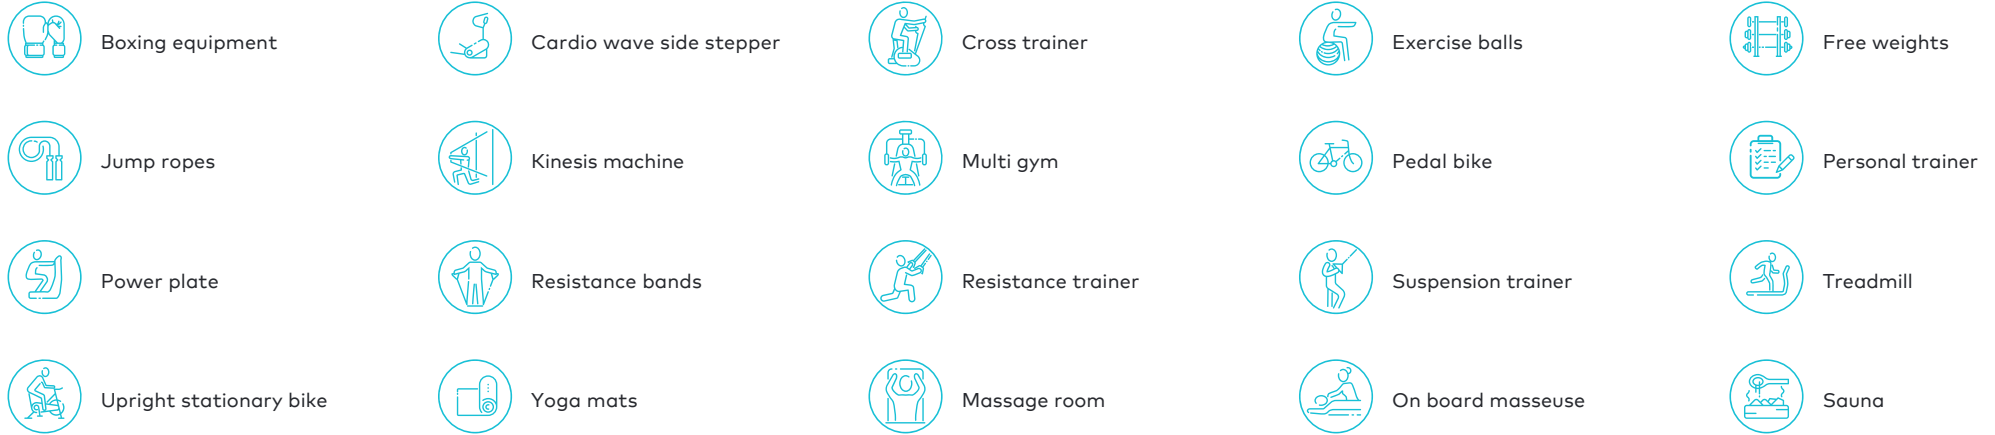 Boxing equipment
Cardio wave side stepper
Cross trainer
Exercise balls
Free weights
Jump ropes
Kinesis machine
Multi gym
Pedal bike
Personal trainer
Power plate
Resistance bands
Resistance trainer
Suspension trainer
Treadmill
Upright stationary bike
Yoga mats
Massage room
On board masseuse
Sauna